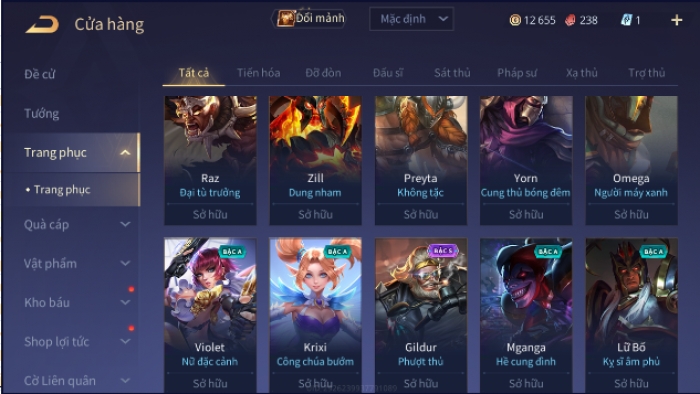 Cửa hàng
Đổi mảnh
Mặc định
12 655
238
1
+
Đề cử
Tướng
Trang phục
• Trang phục
Quà cáp
Vật phẩm
Kho báu
Shop lợi tức
Cờ Liên quân
Tất cả Tiến hóa Đỡ đòn Đấu sĩ Sát thủ Pháp sư Xạ thủ Trợ thủ
Raz
Đại tù trưởng
Sở hữu
Zill
Dung nham
Sở hữu
Preyta
Không tặc
Sở hữu
Yorn
Cung thủ bóng đêm
Sở hữu
Omega
Người máy xanh
Sở hữu
BẬC A
Violet
Nữ đặc cảnh
Sở hữu
BẬC A
Krixi
Công chúa bướm
Sở hữu
BẬC S
Gildur
Phượt thủ
Sở hữu
BẬC A
Mganga
Hề cung đình
Sở hữu
BẬC A
Lữ Bố
Kỵ sĩ âm phủ
Sở hữu